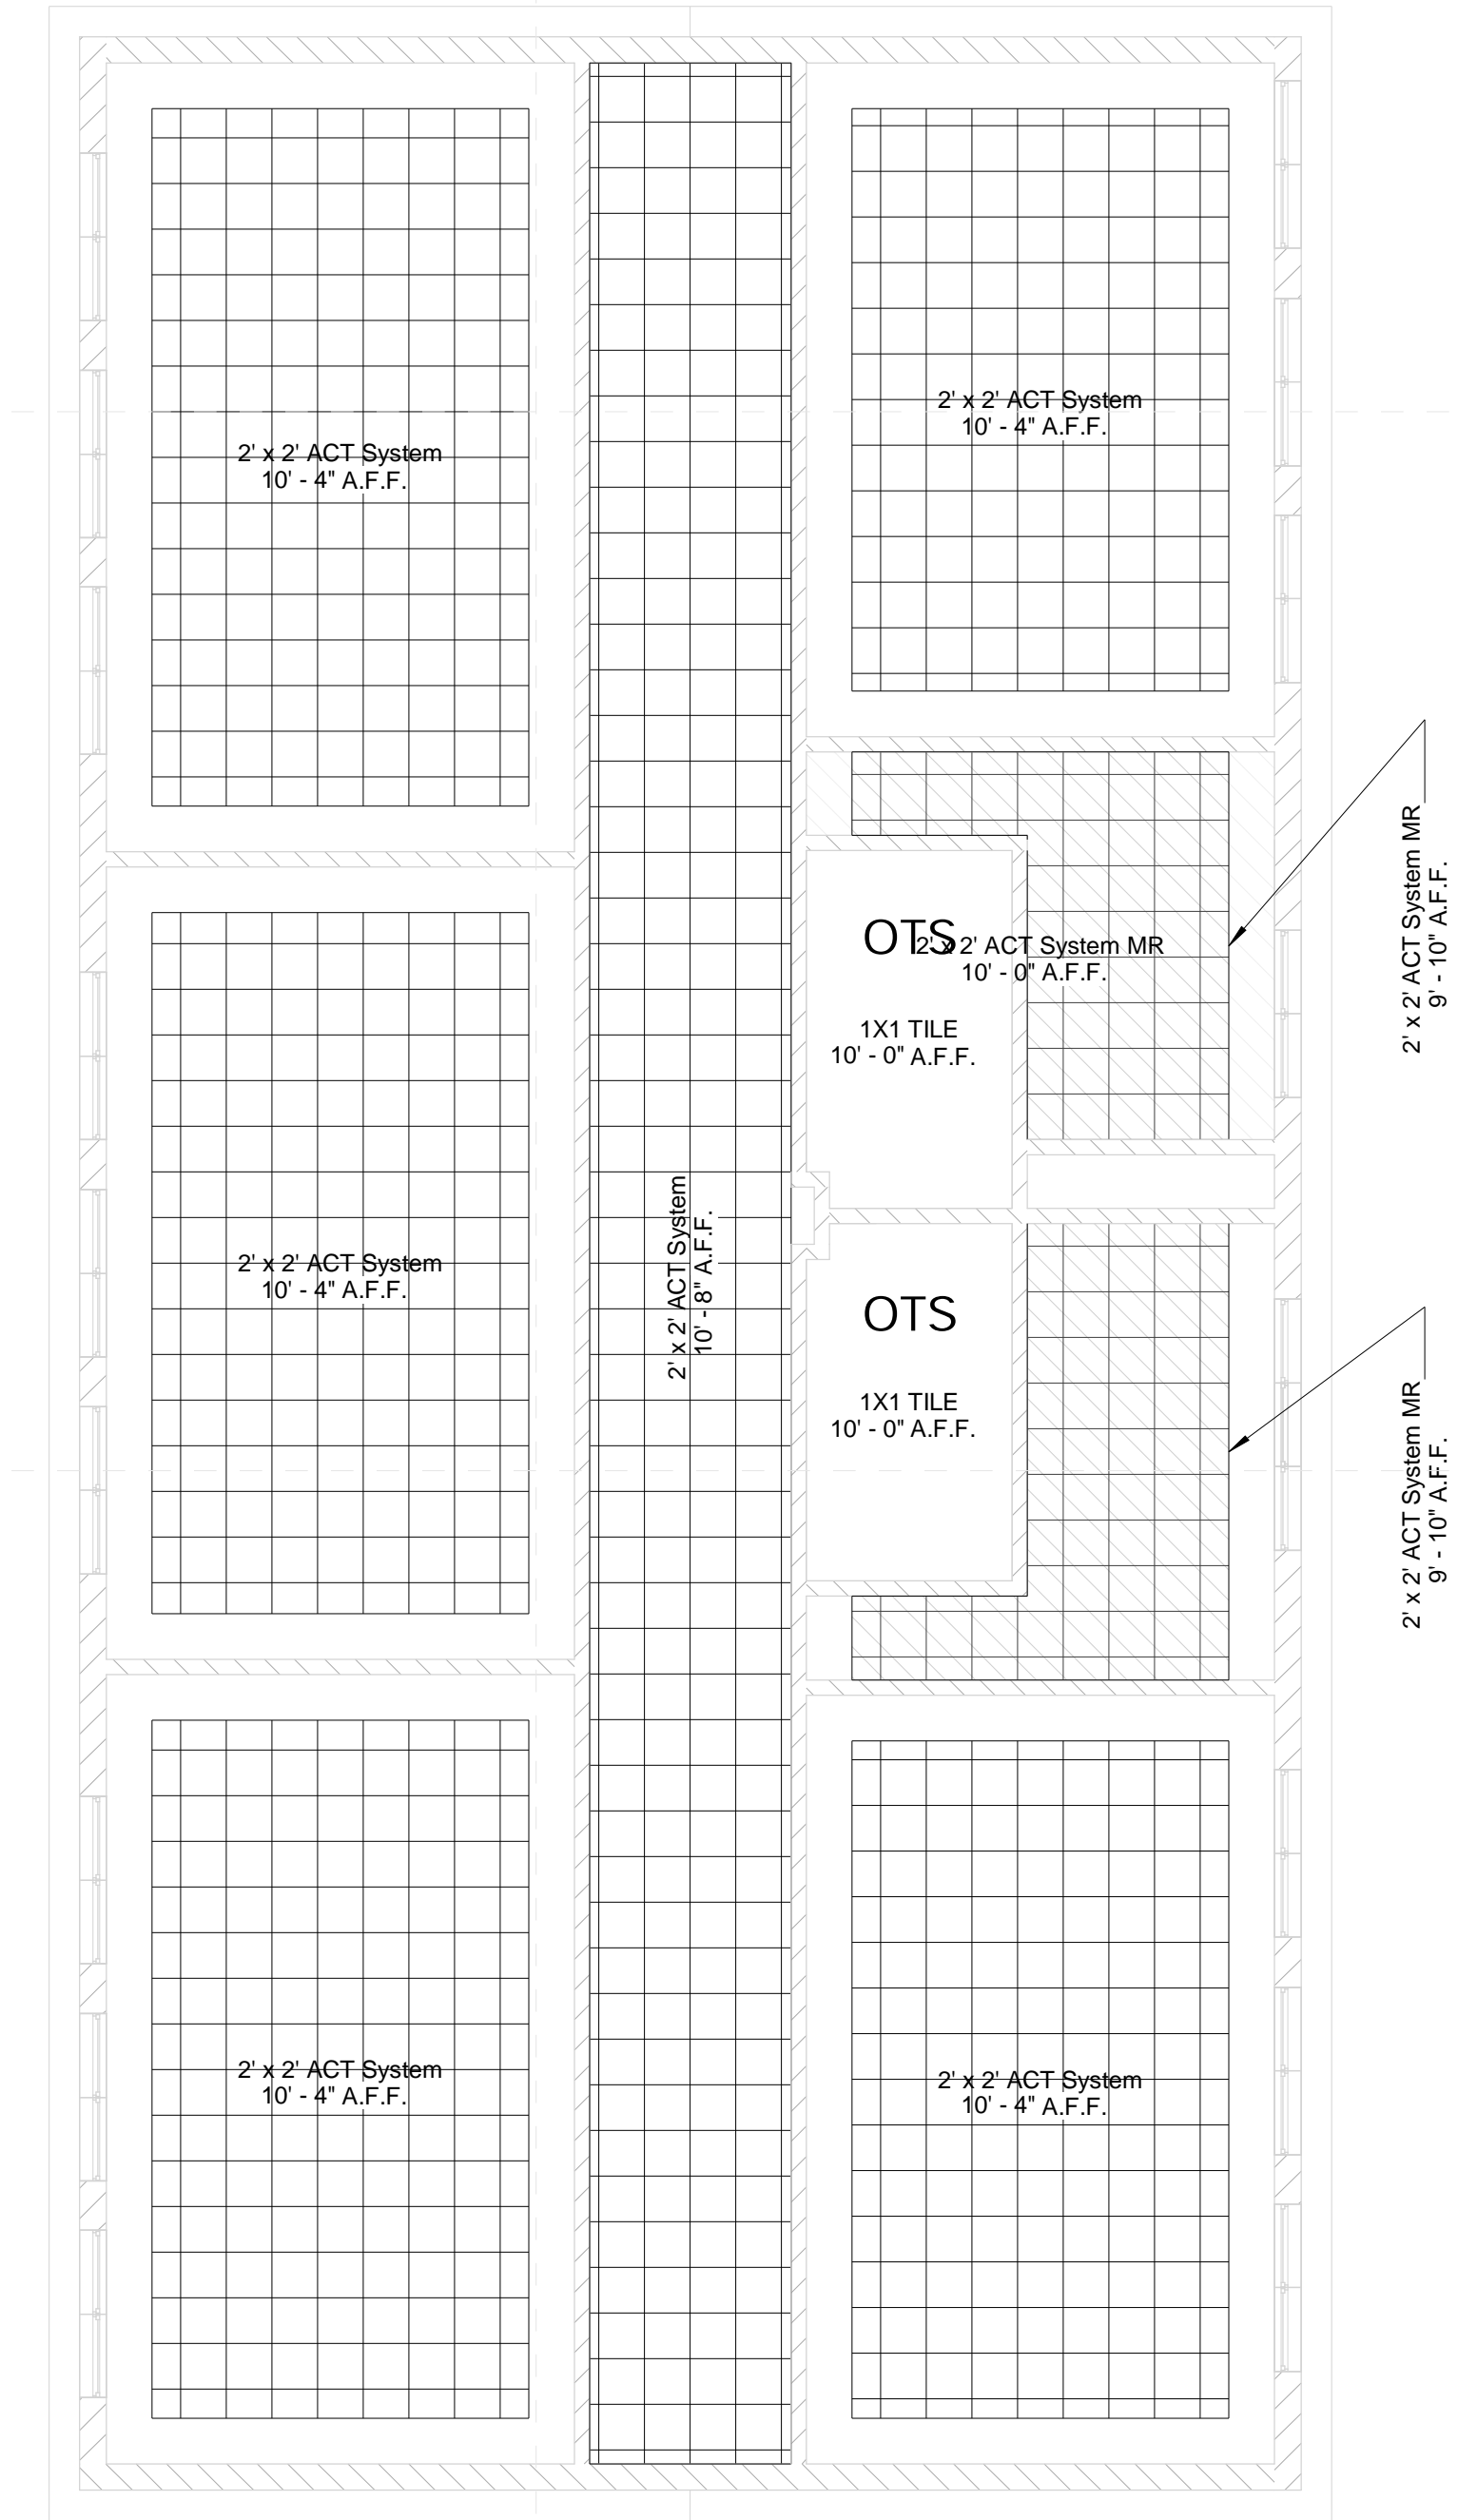 2' x 2' ACT System
10' - 4" A.F.F.
2' x 2' ACT System
10' - 4" A.F.F.
OTS
2' x 2' ACT System MR
10' - 0" A.F.F.
1X1 TILE
10' - 0" A.F.F.
2' x 2' ACT System MR
9' - 10" A.F.F.
2' x 2' ACT System
10' - 4" A.F.F.
2' x 2' ACT System
10' - 8" A.F.F.
OTS
1X1 TILE
10' - 0" A.F.F.
2' x 2' ACT System MR
9' - 10" A.F.F.
2' x 2' ACT System
10' - 4" A.F.F.
2' x 2' ACT System
10' - 4" A.F.F.